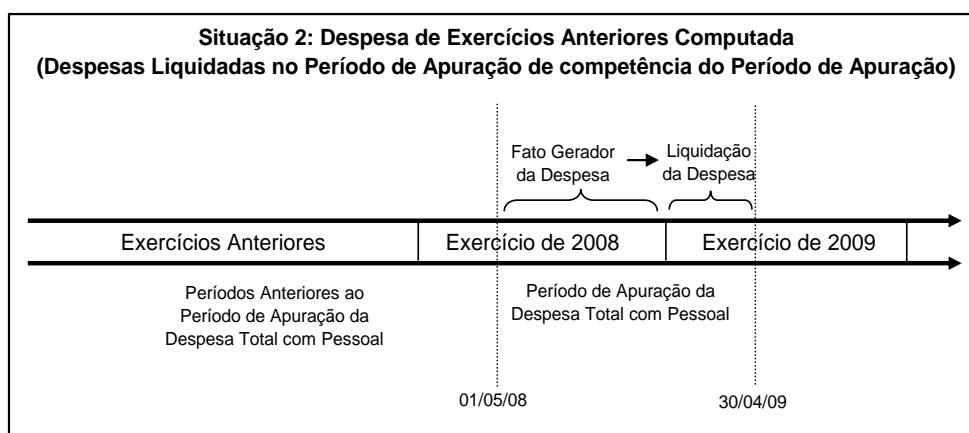 Situação 2: Despesa de Exercícios Anteriores Computada
(Despesas Liquidadas no Período de Apuração de competência do Período de Apuração)
Fato Gerador
da Despesa
Liquidação
da Despesa
Exercícios Anteriores
Exercício de 2008
Exercício de 2009
Períodos Anteriores ao
Período de Apuração da
Despesa Total com Pessoal
Período de Apuração da
Despesa Total com Pessoal
01/05/08
30/04/09